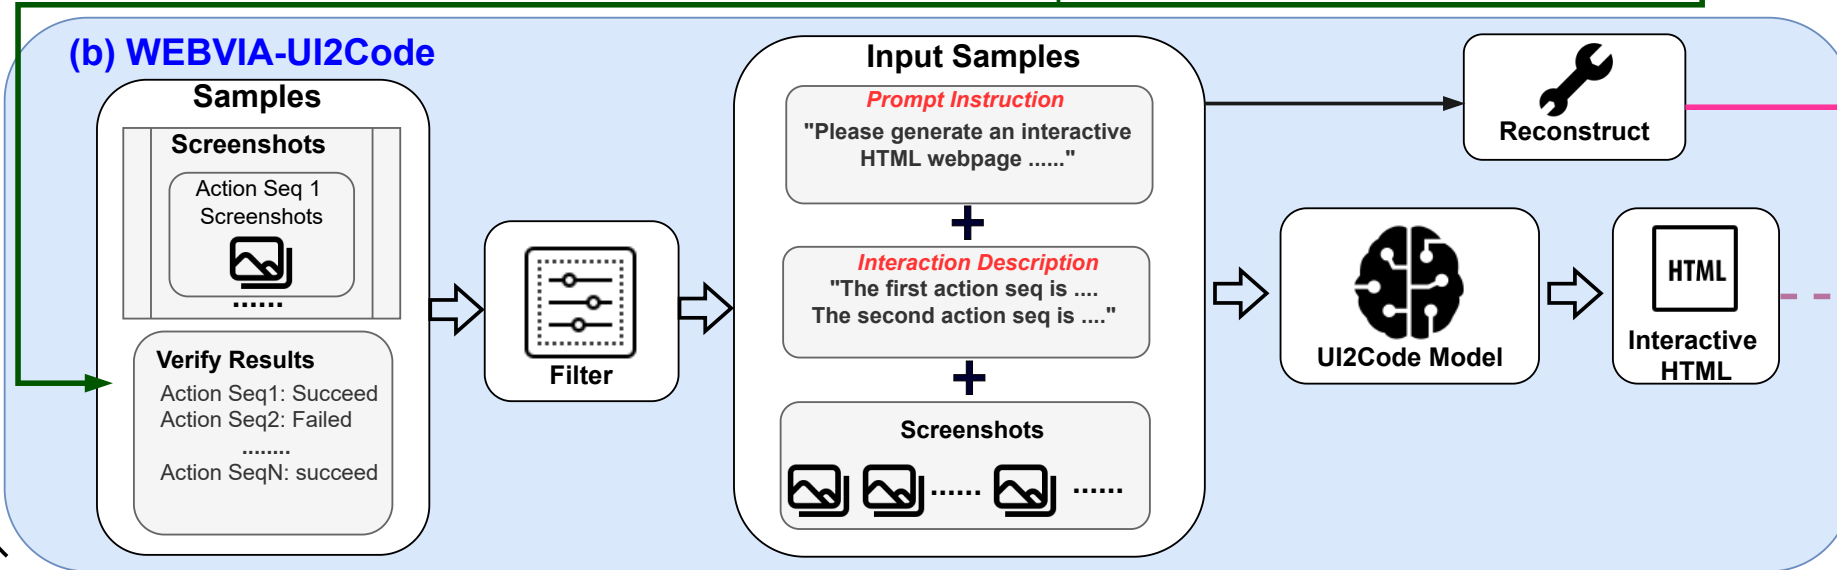 (b) WEBVIA-UI2Code
Samples
Screenshots
Action Seq 1
Screenshots
......
Verify Results
Action Seq1: Succeed
Action Seq2: Failed
........
Action SeqN: succeed
Filter
Input Samples
Prompt Instruction
"Please generate an interactive
HTML webpage ......"
+
Interaction Description
"The first action seq is ....
The second action seq is ...."
+
Screenshots
...... ......
Reconstruct
UI2Code Model
HTML
Interactive
HTML